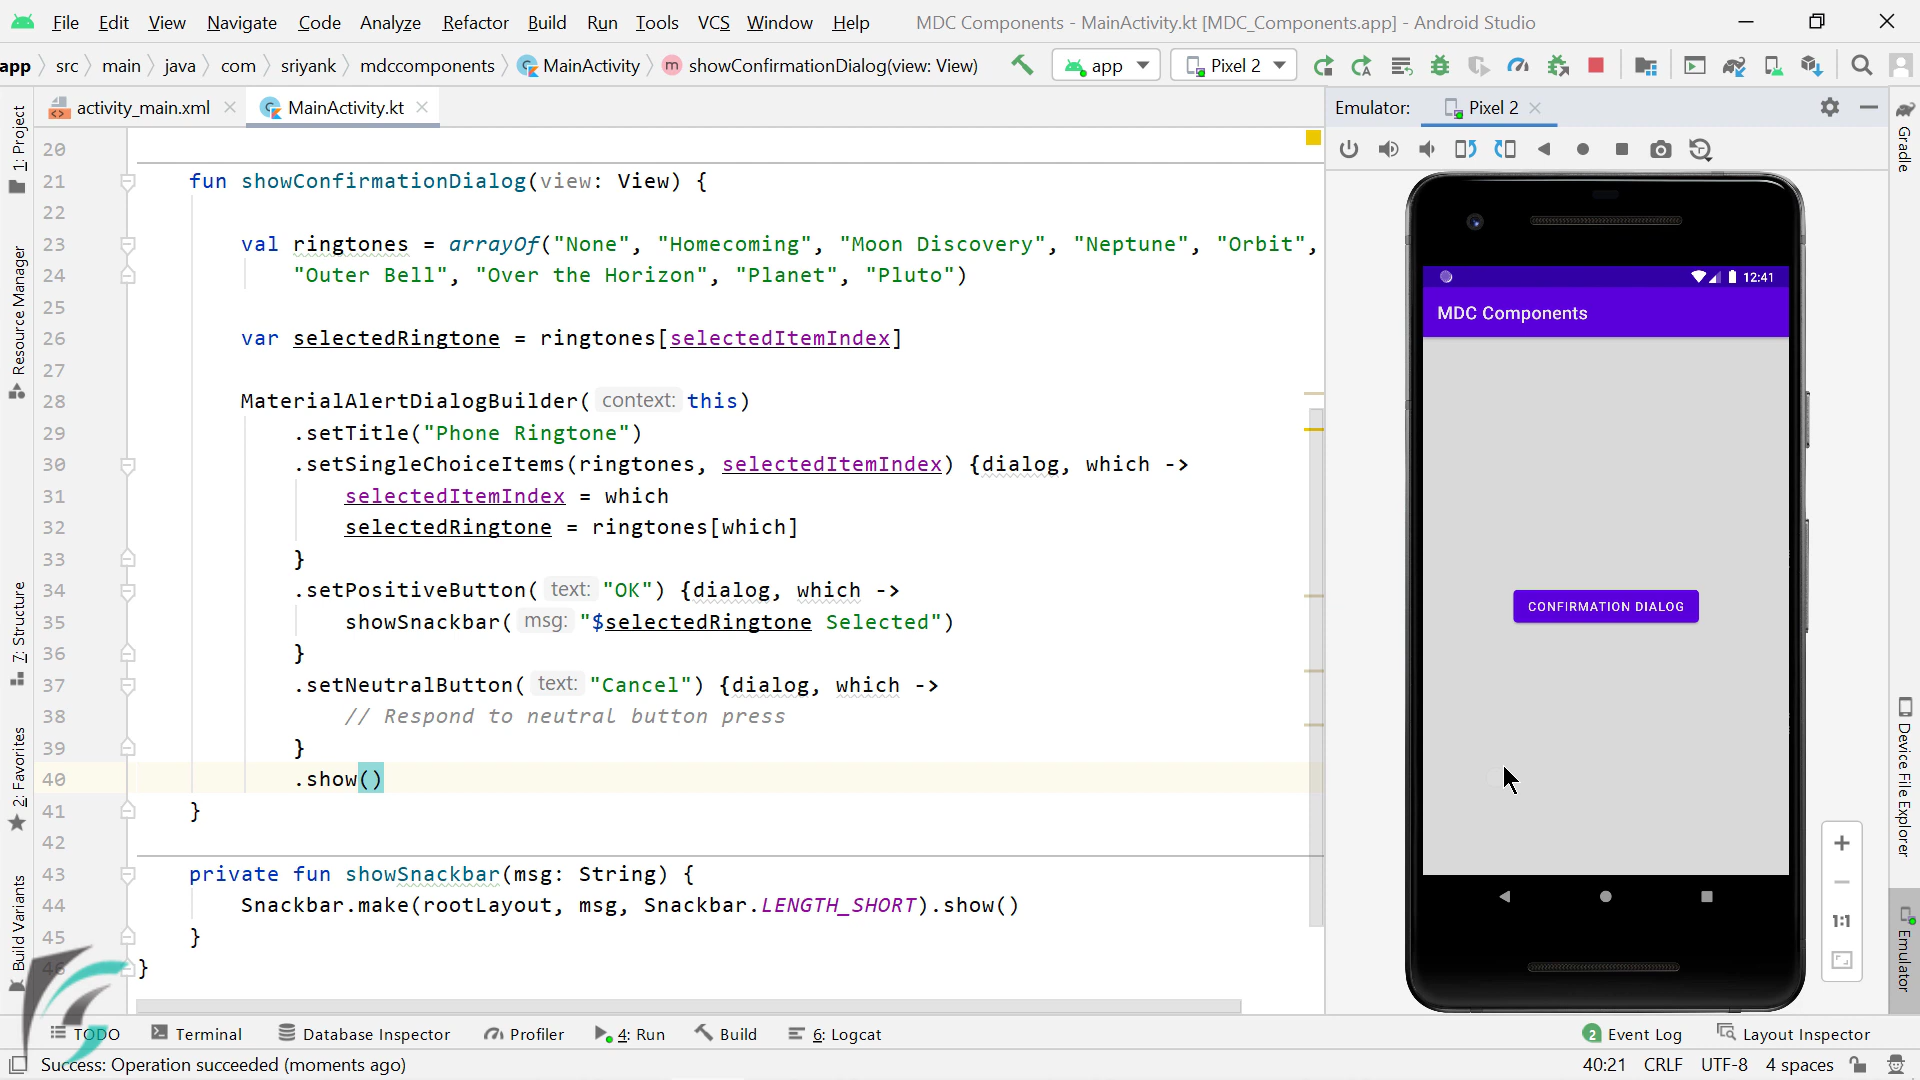 File Edit View Navigate Code Analyze Refactor Build Run Tools VCS Window Help MDC Components - MainActivity.kt [MDC_Components.app] - Android Studio
app src main java com sriyank mdccomponents MainActivity m showConfirmationDialog(view: View) app Pixel 2
activity_main.xml MainActivity.kt Emulator: Pixel 2
1: Project
Resource Manager
7: Structure
2: Favorites
Build Variants
20
21 fun showConfirmationDialog(view: View) {
22
23 val ringtones = arrayOf("None", "Homecoming", "Moon Discovery", "Neptune", "Orbit",
24 "Outer Bell", "Over the Horizon", "Planet", "Pluto")
25
26 var selectedRingtone = ringtones[selectedItemIndex]
27
28 MaterialAlertDialogBuilder( context: this)
29 .setTitle("Phone Ringtone")
30 .setSingleChoiceItems(ringtones, selectedItemIndex) {dialog, which ->
31 selectedItemIndex = which
32 selectedRingtone = ringtones[which]
33 }
34 .setPositiveButton( text: "OK") {dialog, which ->
35 showSnackbar( msg: "$selectedRingtone Selected")
36 }
37 .setNeutralButton( text: "Cancel") {dialog, which ->
38 // Respond to neutral button press
39 }
40 .show()
41 }
42
43 private fun showSnackbar(msg: String) {
44 Snackbar.make(rootLayout, msg, Snackbar.LENGTH_SHORT).show()
45 }
46 }
12:41
MDC Components
CONFIRMATION DIALOG
1:1
Gradle
Device File Explorer
Emulator
TODO Terminal Database Inspector Profiler 4: Run Build 6: Logcat 2 Event Log Layout Inspector
Success: Operation succeeded (moments ago) 40:21 CRLF UTF-8 4 spaces